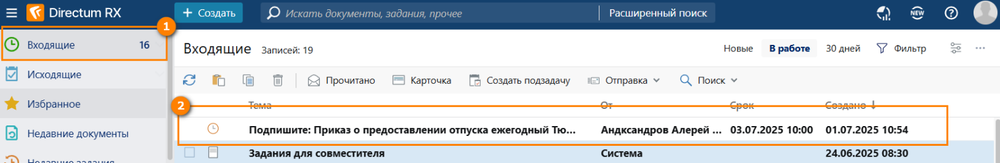 Directum RX
+ Создать
Искать документы, задания, прочее
Расширенный поиск
NEW
?
1
Входящие 16
Исходящие
Избранное
Недавние документы
Недавние задания
Входящие Записей: 19
Новые В работе 30 дней Фильтр
Прочитано Карточка Создать подзадачу Отправка Поиск
2
Тема От Срок Создано ↓
Подпишите: Приказ о предоставлении отпуска ежегодный Тю... Андксандров Алерей ... 03.07.2025 10:00 01.07.2025 10:54
Задания для совместителя Система 24.06.2025 08:30